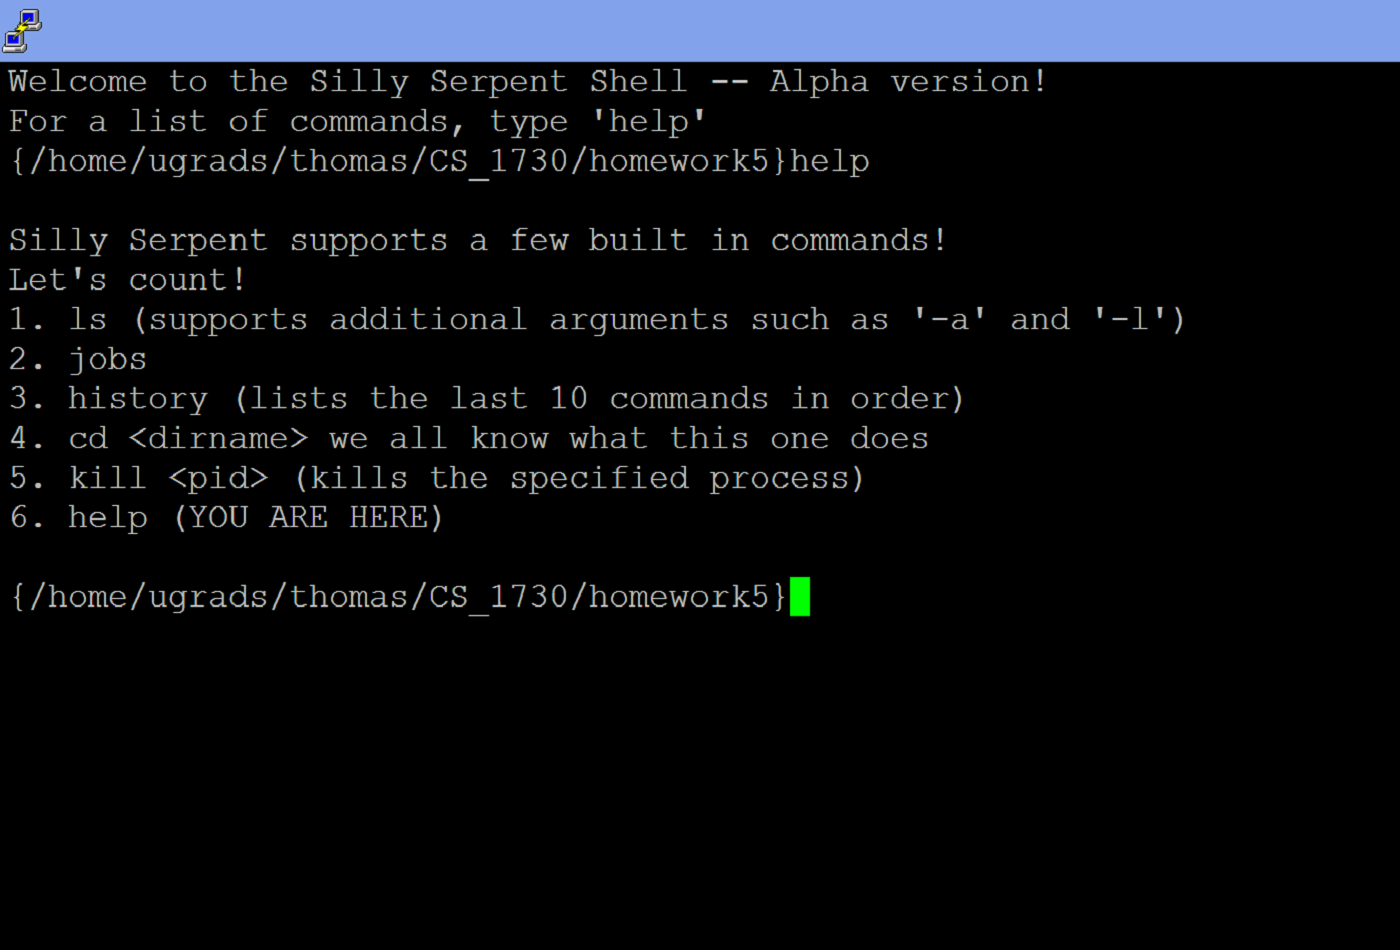 Welcome to the Silly Serpent Shell -- Alpha version!
For a list of commands, type 'help'
{/home/ugrads/thomas/CS_1730/homework5}help
Silly Serpent supports a few built in commands!
Let's count!
1. ls (supports additional arguments such as '-a' and '-l')
2. jobs
3. history (lists the last 10 commands in order)
4. cd <dirname> we all know what this one does
5. kill <pid> (kills the specified process)
6. help (YOU ARE HERE)
{/home/ugrads/thomas/CS_1730/homework5}